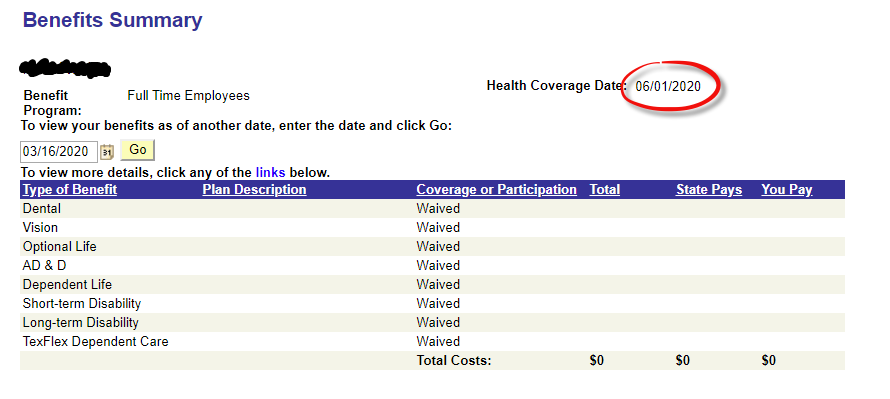 Benefits Summary
Health Coverage Date: 06/01/2020
Benefit Program: Full Time Employees
To view your benefits as of another date, enter the date and click Go:
03/16/2020 31 Go
To view more details, click any of the links below.
Type of Benefit Plan Description Coverage or Participation Total State Pays You Pay
Dental Waived
Vision Waived
Optional Life Waived
AD & D Waived
Dependent Life Waived
Short-term Disability Waived
Long-term Disability Waived
TexFlex Dependent Care Waived
Total Costs: $0 $0 $0